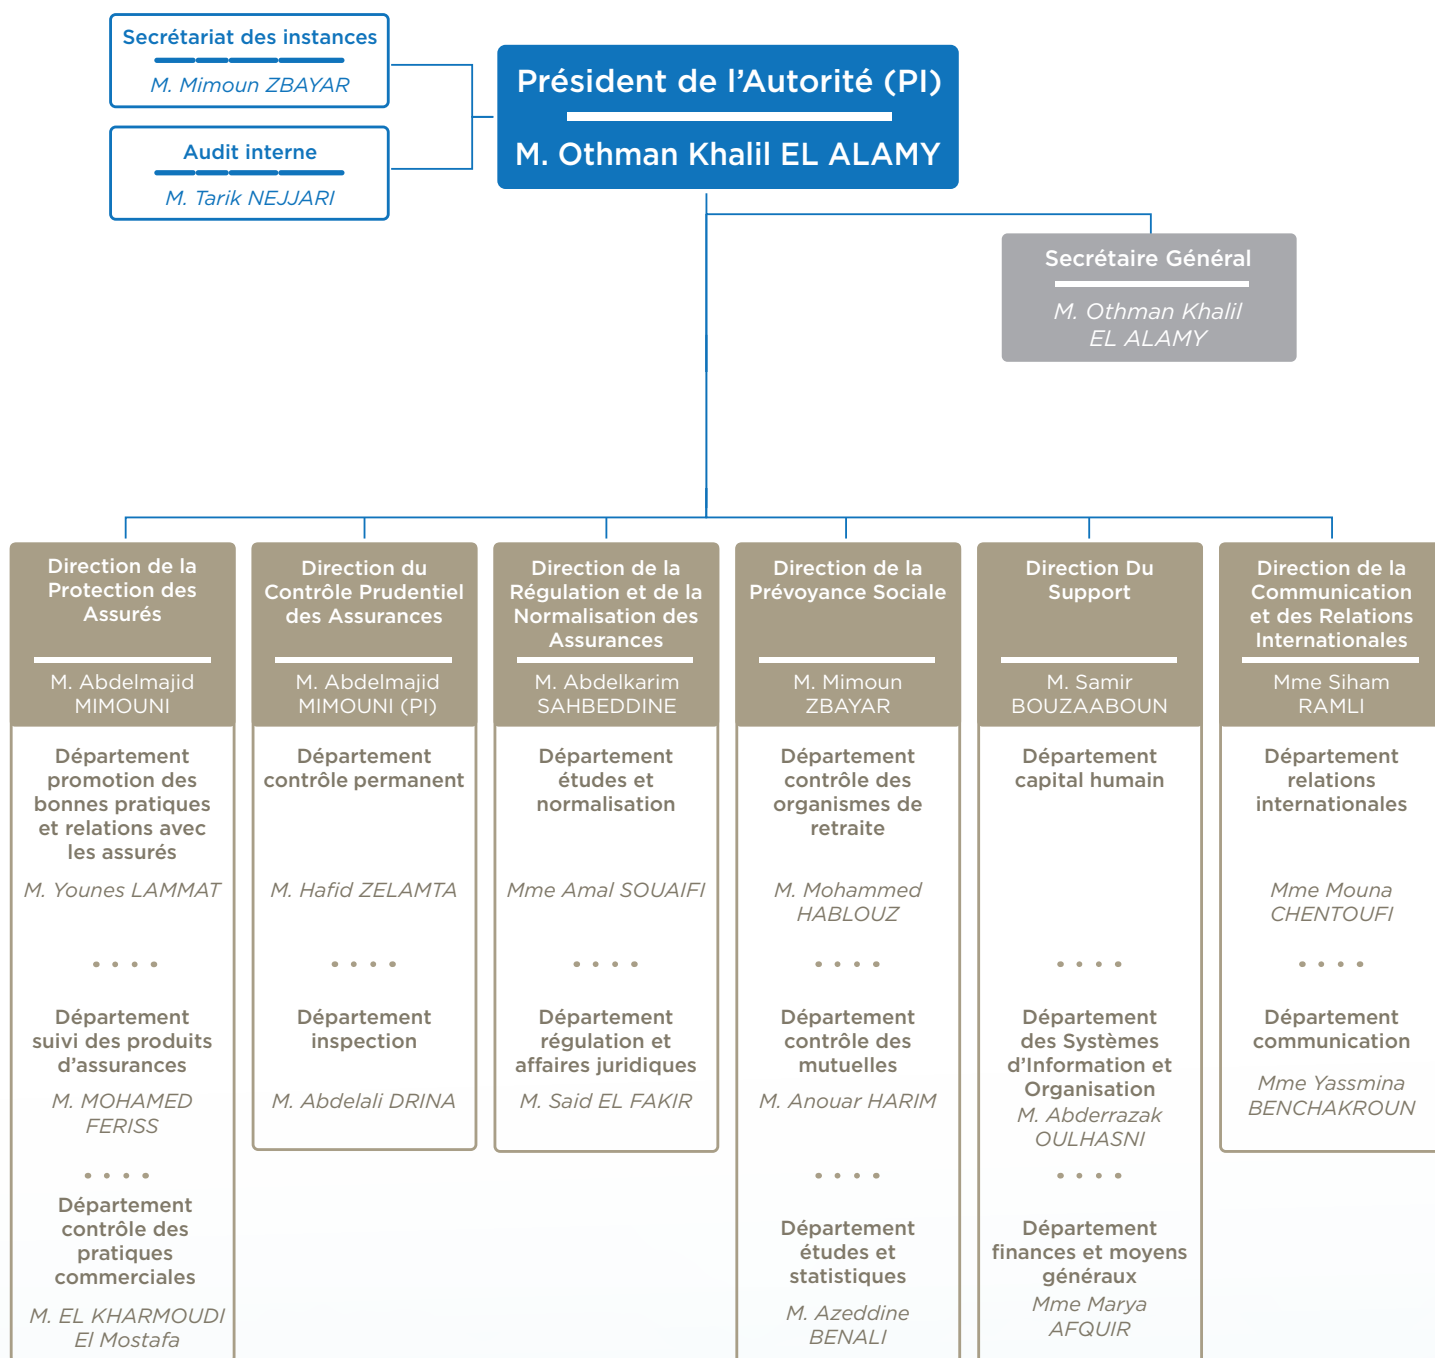 Secrétariat des instances
M. Mimoun ZBAYAR
Audit interne
M. Tarik NEJJARI
Président de l’Autorité (PI)
M. Othman Khalil EL ALAMY
Secrétaire Général
M. Othman Khalil
EL ALAMY
Direction de la
Protection des
Assurés
M. Abdelmajid
MIMOUNI
Département
promotion des
bonnes pratiques
et relations avec
les assurés
M. Younes LAMMAT
Département
suivi des produits
d’assurances
M. MOHAMED
FERISS
Département
contrôle des
pratiques
commerciales
M. EL KHARMOUDI
El Mostafa
Direction du
Contrôle Prudentiel
des Assurances
M. Abdelmajid
MIMOUNI (PI)
Département
contrôle permanent
M. Hafid ZELAMTA
Département
inspection
M. Abdelali DRINA
Direction de la
Régulation et de la
Normalisation des
Assurances
M. Abdelkarim
SAHBEDDINE
Département
études et
normalisation
Mme Amal SOUAIFI
Département
régulation et
affaires juridiques
M. Said EL FAKIR
Direction de la
Prévoyance Sociale
M. Mimoun
ZBAYAR
Département
contrôle des
organismes de
retraite
M. Mohammed
HABLOUZ
Département
contrôle des
mutuelles
M. Anouar HARIM
Département
études et
statistiques
M. Azeddine
BENALI
Direction Du
Support
M. Samir
BOUZAABOUN
Département
capital humain
Département
des Systèmes
d’Information et
Organisation
M. Abderrazak
OULHASNI
Département
finances et moyens
généraux
Mme Marya
AFQUIR
Direction de la
Communication
et des Relations
Internationales
Mme Siham
RAMLI
Département
relations
internationales
Mme Mouna
CHENTOUFI
Département
communication
Mme Yassmina
BENCHAKROUN